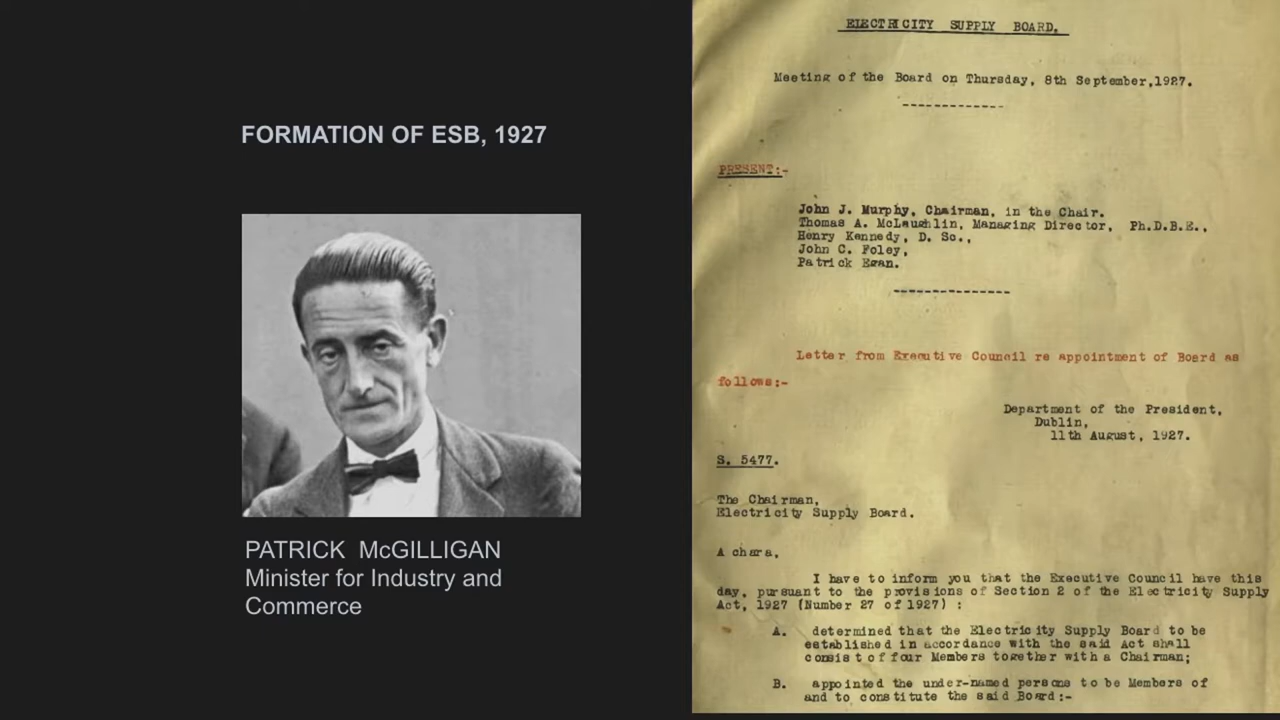 FORMATION OF ESB, 1927
PATRICK McGILLIGAN
Minister for Industry and
Commerce
ELECTRICITY SUPPLY BOARD.
Meeting of the Board on Thursday, 8th September,1927.
---------------
PRESENT:-
John J. Murphy, Chairman, in the Chair.
Thomas A. McLaughlin, Managing Director, Ph.D.B.E.,
Henry Kennedy, D. Sc.,
John C. Foley,
Patrick Egan.
---------------
Letter from Executive Council re appointment of Board as
follows:-
Department of the President,
Dublin,
11th August, 1927.
S. 5477.
The Chairman,
Electricity Supply Board.
A chara,
I have to inform you that the Executive Council have this
day, pursuant to the provisions of Section 2 of the Electricity Supply
Act, 1927 (Number 27 of 1927) :
A. determined that the Electricity Supply Board to be
established in accordance with the said Act shall
consist of four Members together with a Chairman;
B. appointed the under-named persons to be Members of
and to constitute the said Board:-